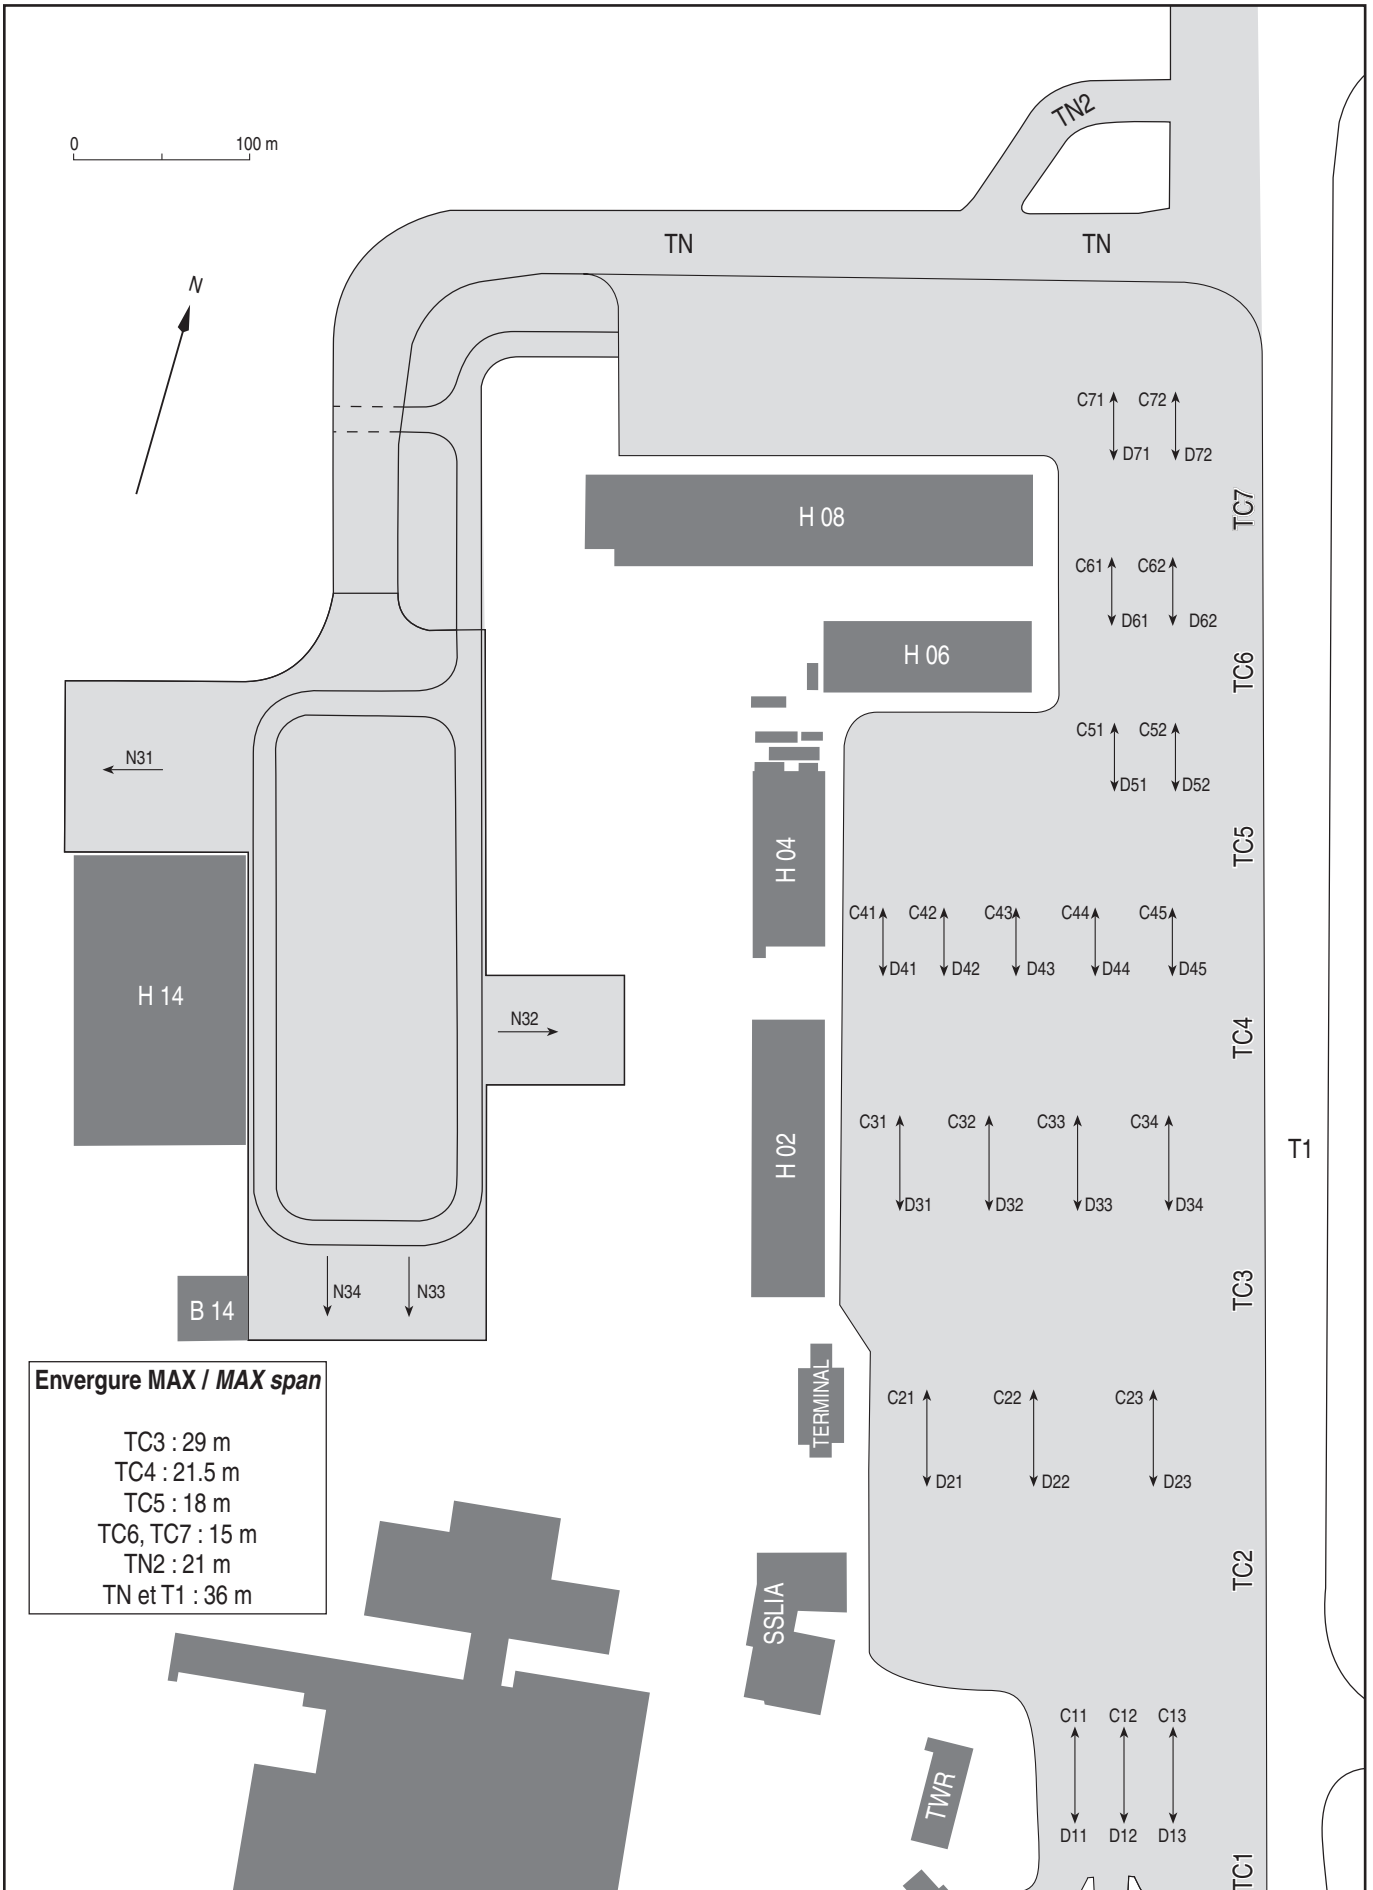 TN2
0 100 m
TN TN
N
C71 C72
D71 D72
TC7
H 08
C61 C62
D61 D62
H 06
TC6
C51 C52
N31
D51 D52
TC5
H 04
C41 C42 C43 C44 C45
D41 D42 D43 D44 D45
H 14
N32
TC4
C31 C32 C33 C34
T1
H 02
D31 D32 D33 D34
TC3
N34 N33
B 14
Envergure MAX / MAX span
TC3 : 29 m
TC4 : 21.5 m
TC5 : 18 m
TC6, TC7 : 15 m
TN2 : 21 m
TN et T1 : 36 m
TERMINAL
C21 C22 C23
D21 D22 D23
TC2
SSLIA
C11 C12 C13
TWR
D11 D12 D13
TC1